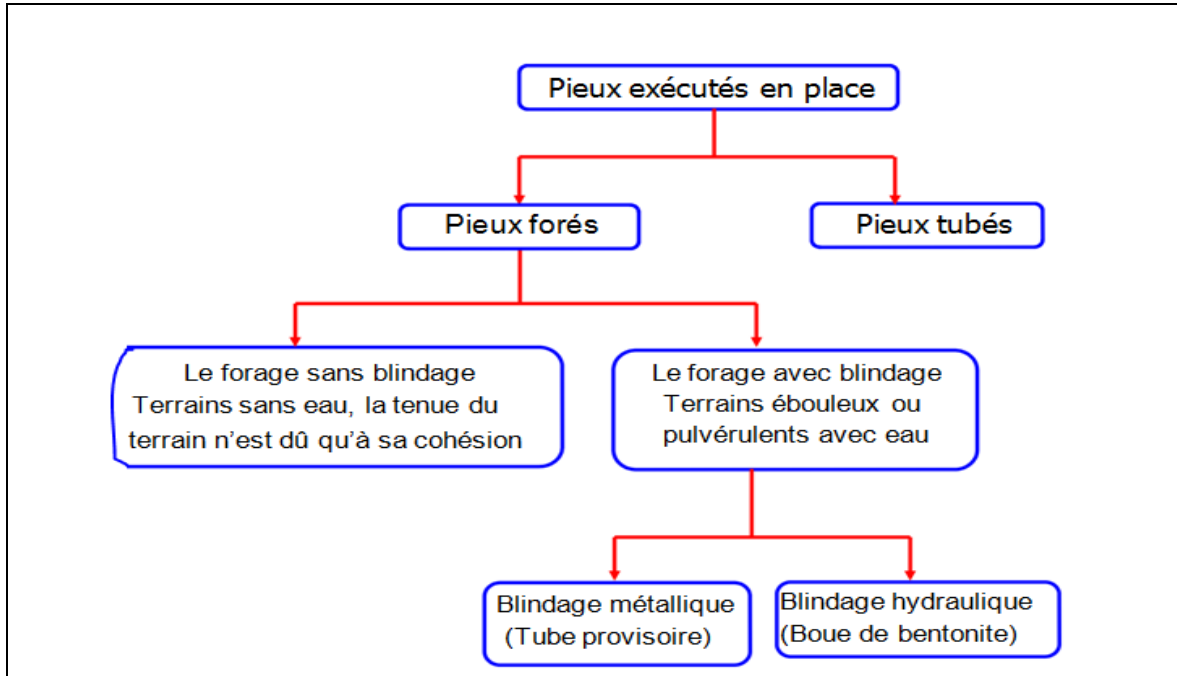 Pieux exécutés en place
Pieux forés
Pieux tubés
Le forage sans blindage
Terrains sans eau, la tenue du
terrain n'est dû qu'à sa cohésion
Le forage avec blindage
Terrains ébouleux ou
pulvérulents avec eau
Blindage métallique
(Tube provisoire)
Blindage hydraulique
(Boue de bentonite)